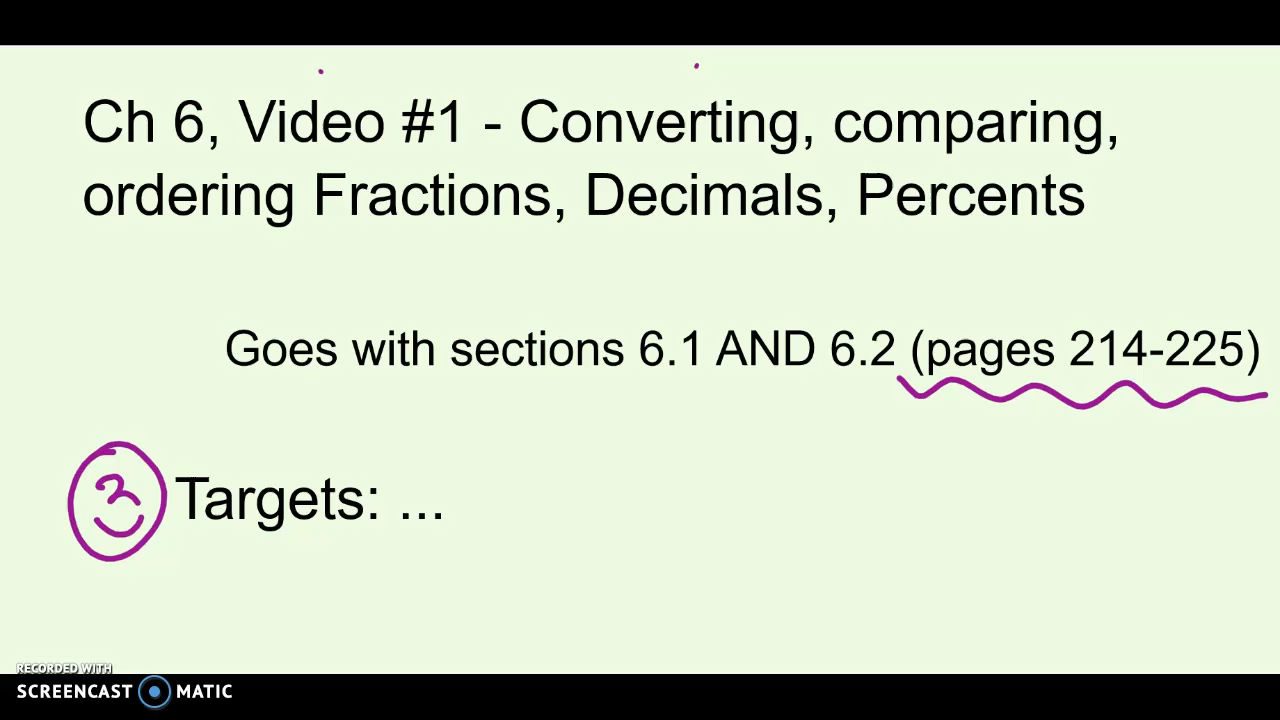 Ch 6, Video #1 - Converting, comparing,
ordering Fractions, Decimals, Percents
Goes with sections 6.1 AND 6.2 (pages 214-225)
3 Targets: ...
RECORDED WITH
SCREENCAST MATIC